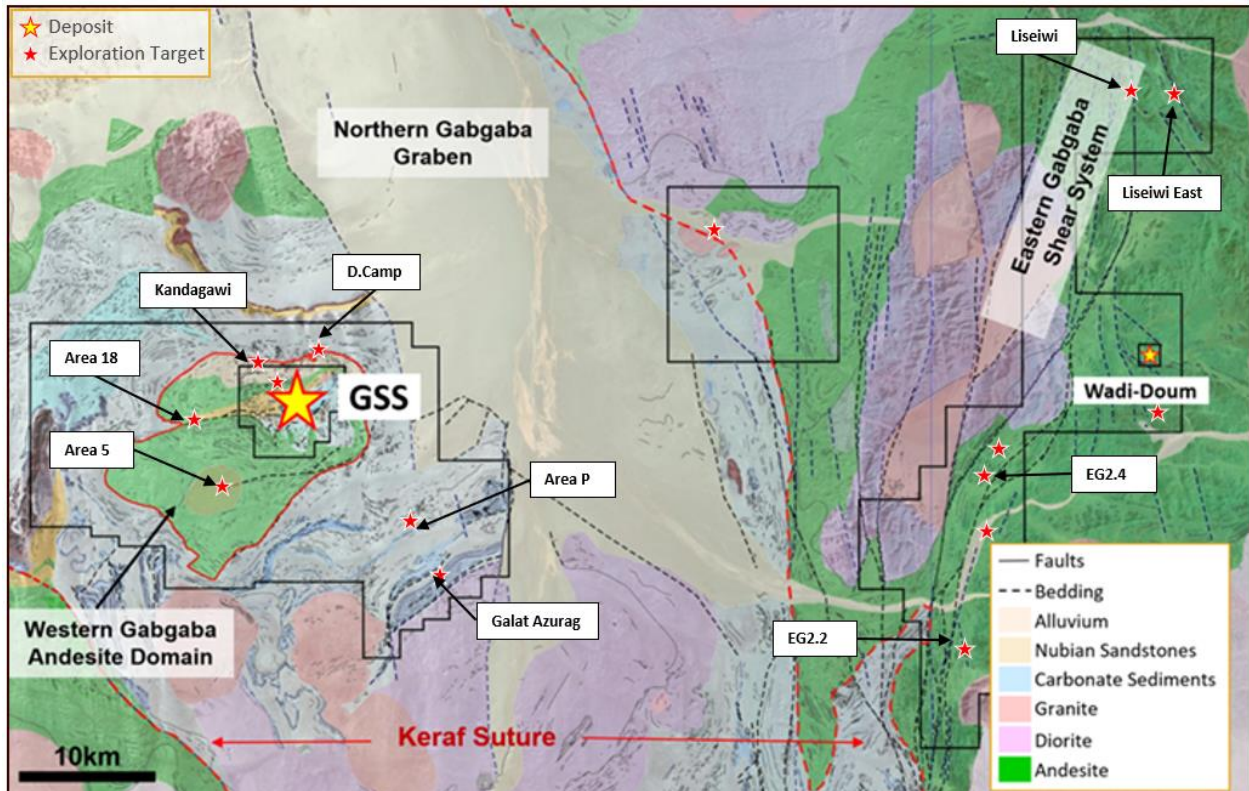 Deposit
Exploration Target
Liseiwi
Northern Gabgaba
Graben
Eastern Gabgaba
Shear System
Liseiwi East
D.Camp
Kandagawi
Area 18
GSS
Wadi-Doum
Area 5
Area P
EG2.4
Galat Azurag
EG2.2
Western Gabgaba
Andesite Domain
Keraf Suture
10km
Faults
Bedding
Alluvium
Nubian Sandstones
Carbonate Sediments
Granite
Diorite
Andesite